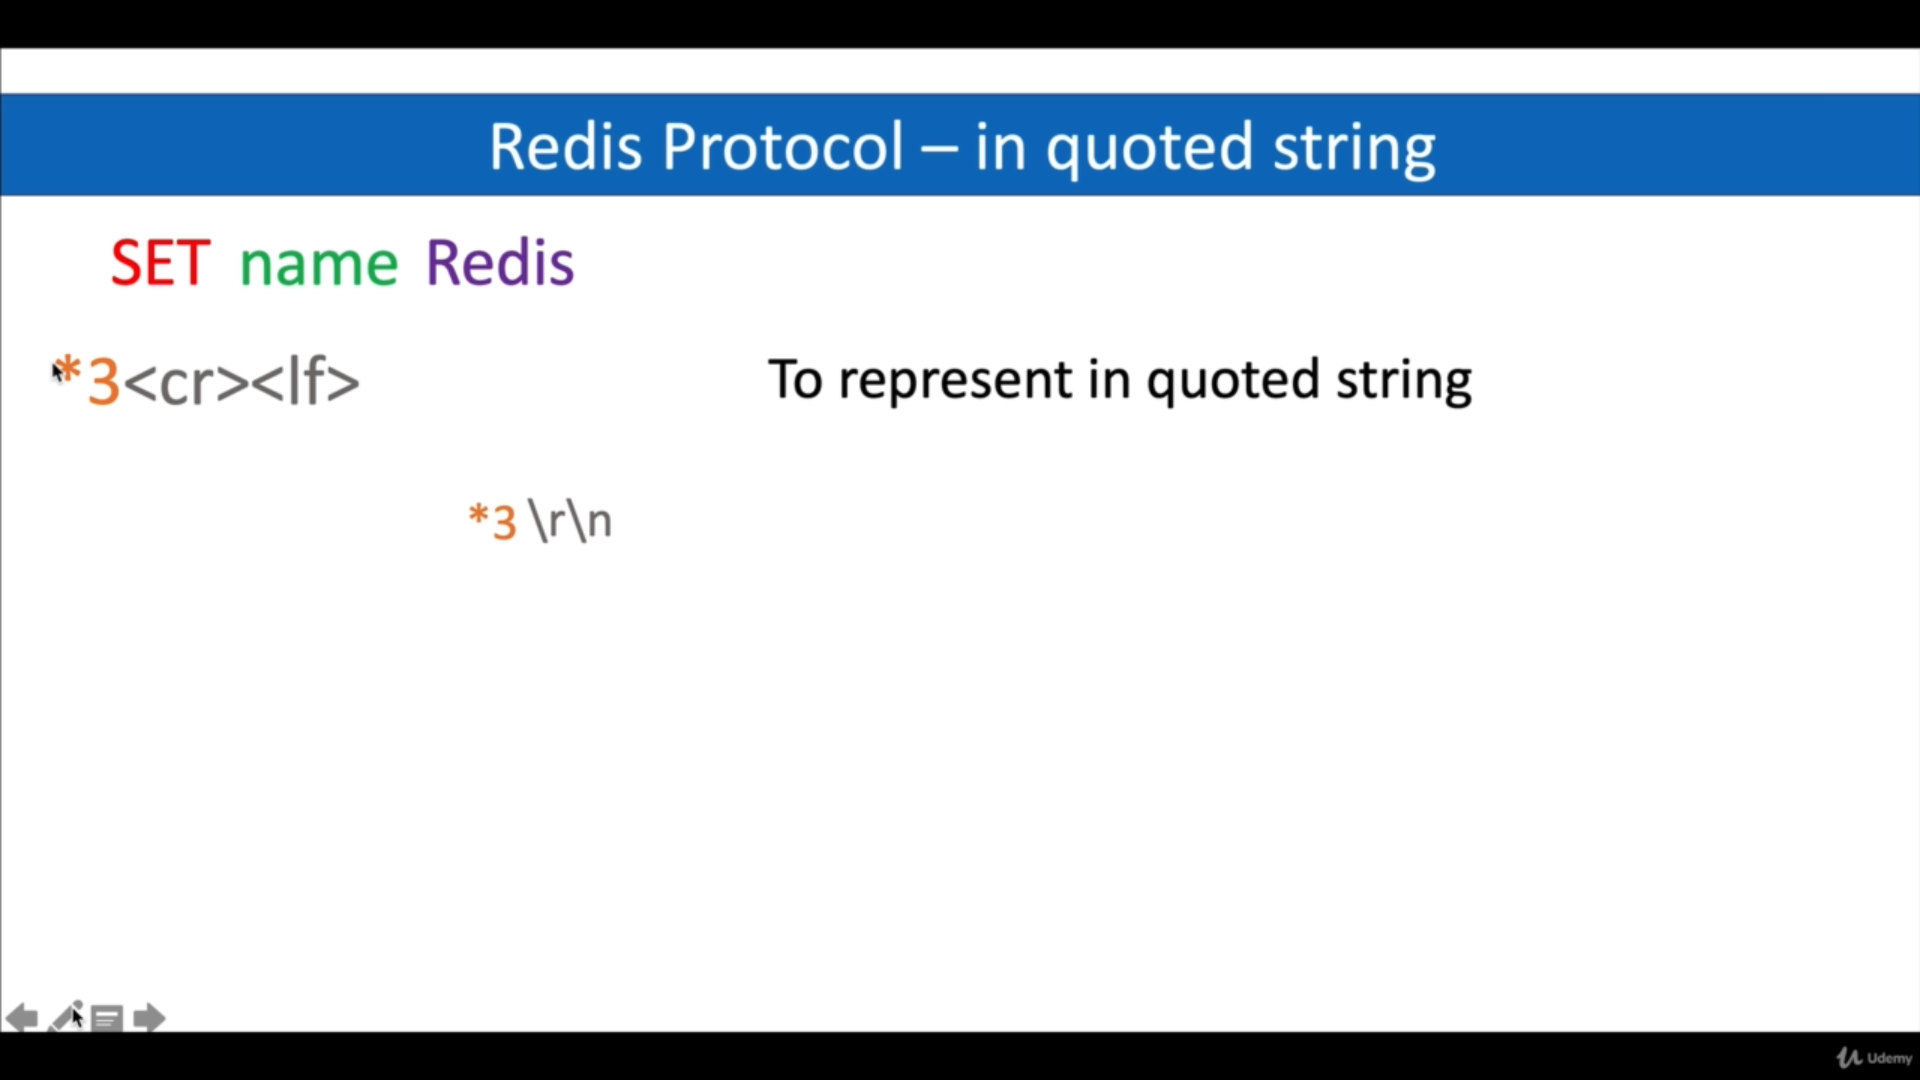 Redis Protocol – in quoted string
SET name Redis
*3<cr><lf>
To represent in quoted string
*3 \r\n
Udemy